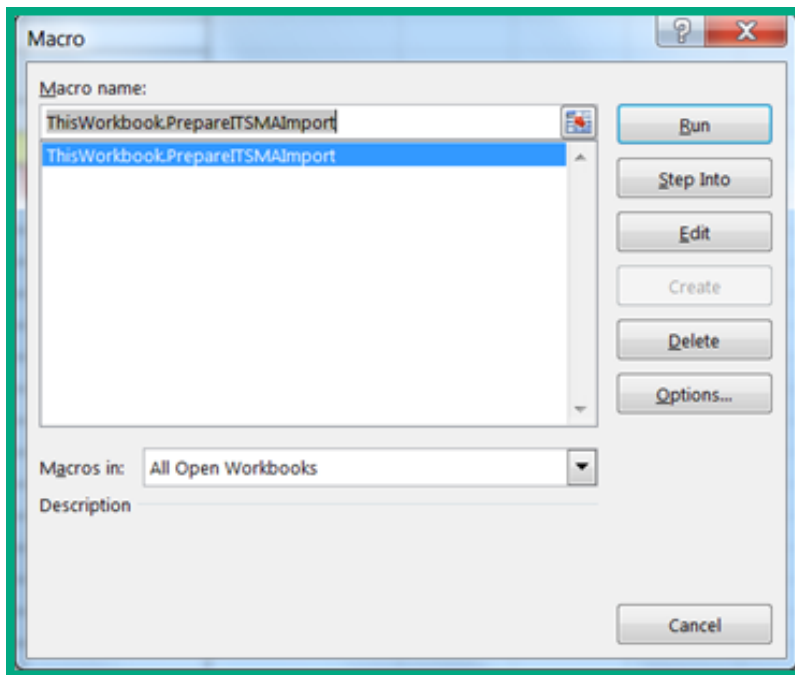 Macro
Macro name:
ThisWorkbook.PrepareITSMAImport
ThisWorkbook.PrepareITSMAImport
Run
Step Into
Edit
Create
Delete
Options...
Macros in: All Open Workbooks
Description
Cancel